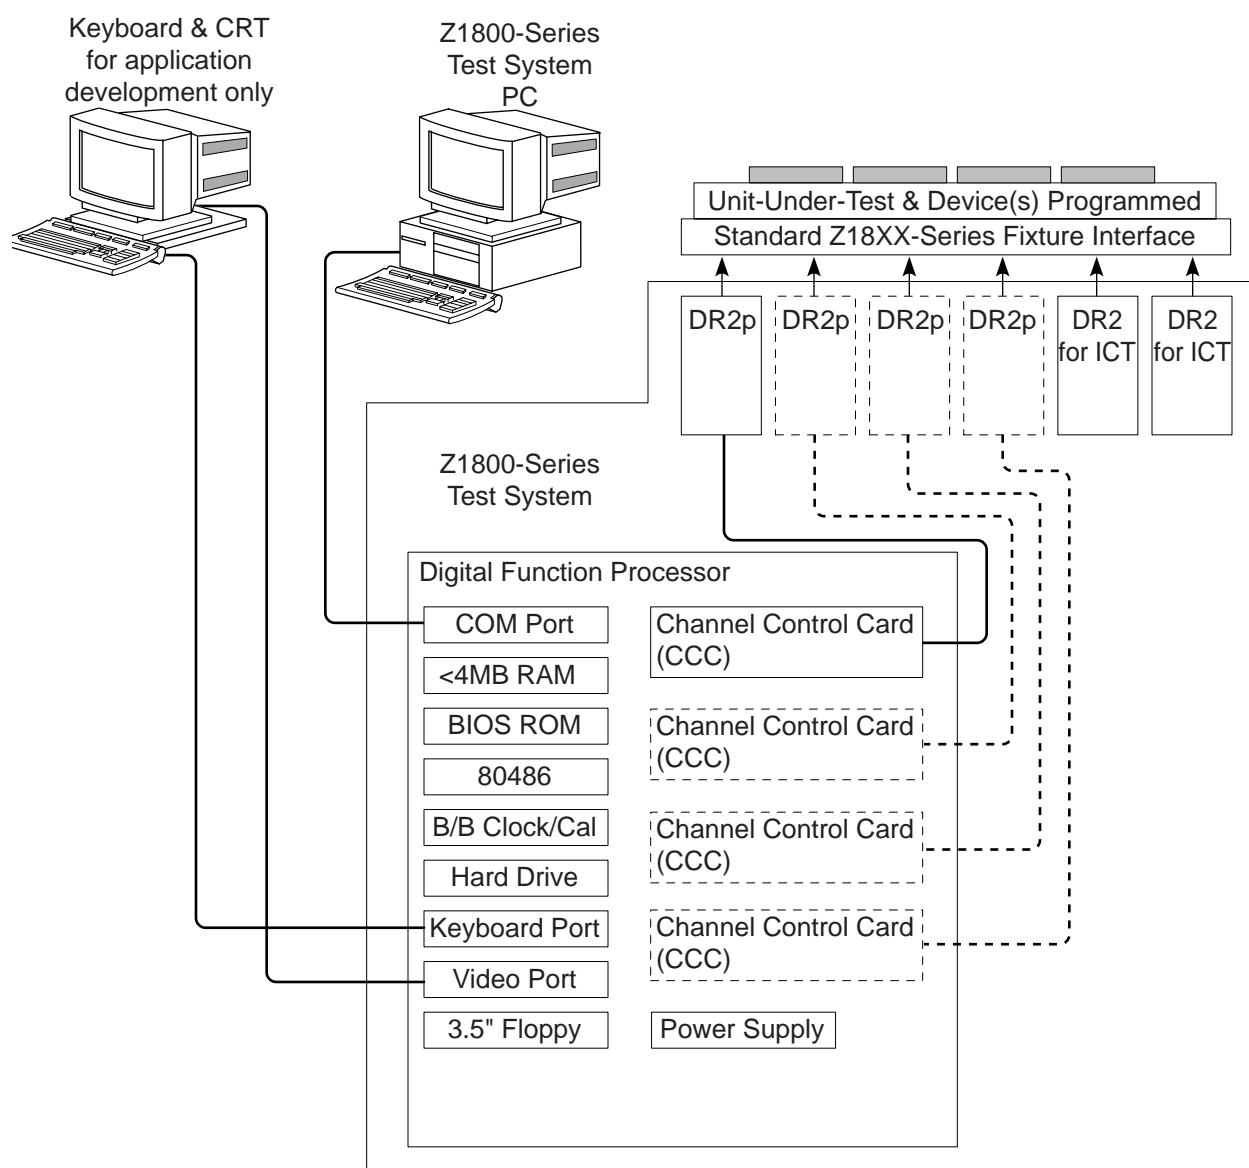 Keyboard & CRT
for application
development only
Z1800-Series
Test System
PC
Unit-Under-Test & Device(s) Programmed
Standard Z18XX-Series Fixture Interface
DR2p
DR2p
DR2p
DR2p
DR2
for ICT
DR2
for ICT
Z1800-Series
Test System
Digital Function Processor
COM Port
<4MB RAM
BIOS ROM
80486
B/B Clock/Cal
Hard Drive
Keyboard Port
Video Port
3.5" Floppy
Channel Control Card
(CCC)
Channel Control Card
(CCC)
Channel Control Card
(CCC)
Channel Control Card
(CCC)
Power Supply